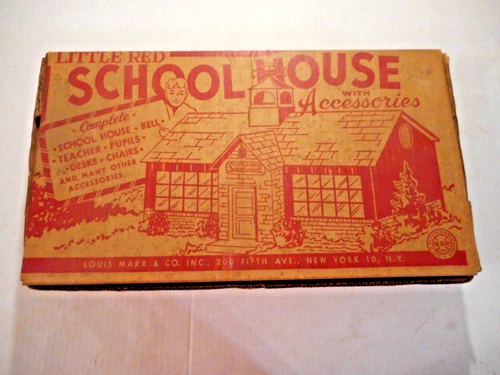 LITTLE RED
SCHOOL HOUSE
WITH
Accessories
Complete
SCHOOL HOUSE · BELL
· TEACHER · PUPILS ·
· DESKS · CHAIRS ·
AND, MANY OTHER
ACCESSORIES.
LOUIS MARX & CO. INC., 200 FIFTH AVE., NEW YORK 10, N.Y.